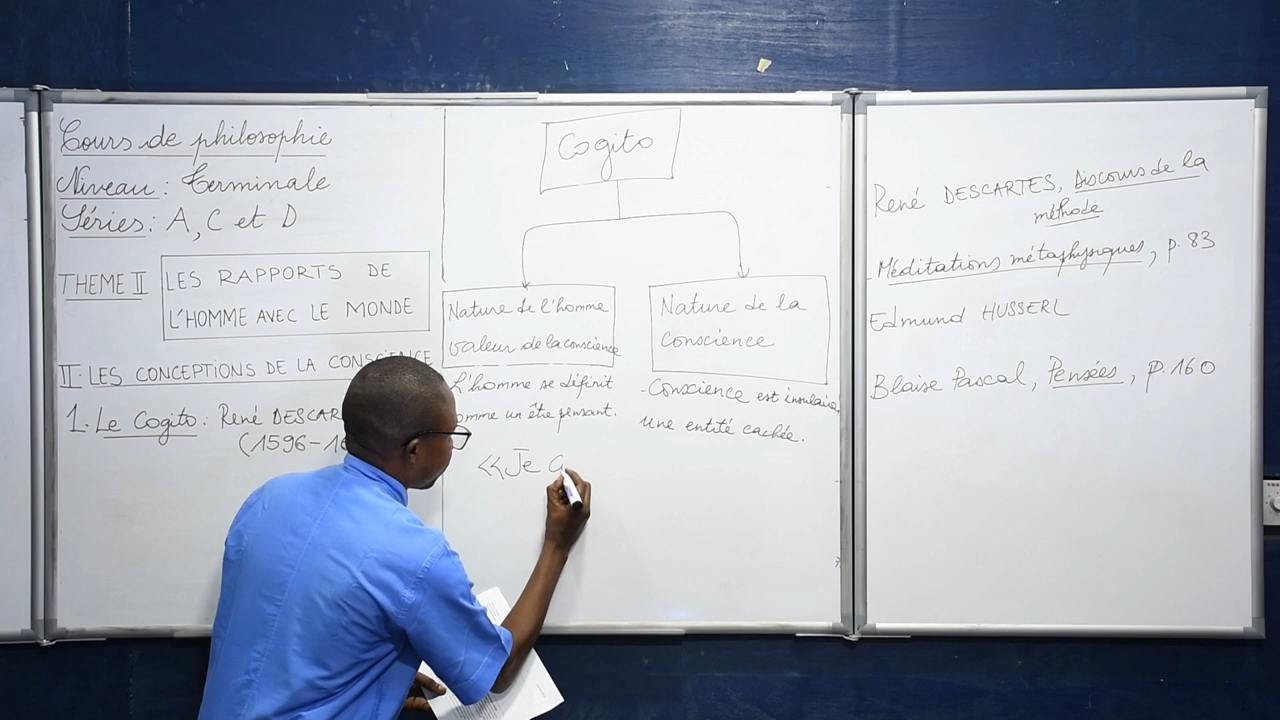 Cours de philosophie
Niveau : Terminale
Séries : A, C et D
THEME II
LES RAPPORTS DE
L'HOMME AVEC LE MONDE
II- LES CONCEPTIONS DE LA CONSCIENCE
1. Le Cogito : René DESCAR
(1596-16
Cogito
Nature de l'homme
valeur de la conscience
L'homme se définit
omme un être pensant.
« Je
Nature de la
Conscience
-Conscience est insulaire,
une entité cachée.
René DESCARTES, Discours de la
méthode
Méditations métaphysiques, p. 83
Edmund HUSSERL
Blaise Pascal, Pensées, p. 160